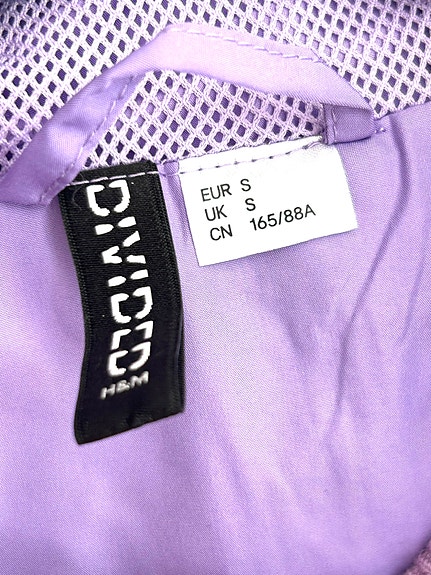 DIVIDED
H&M
EUR S
UK S
CN 165/88A